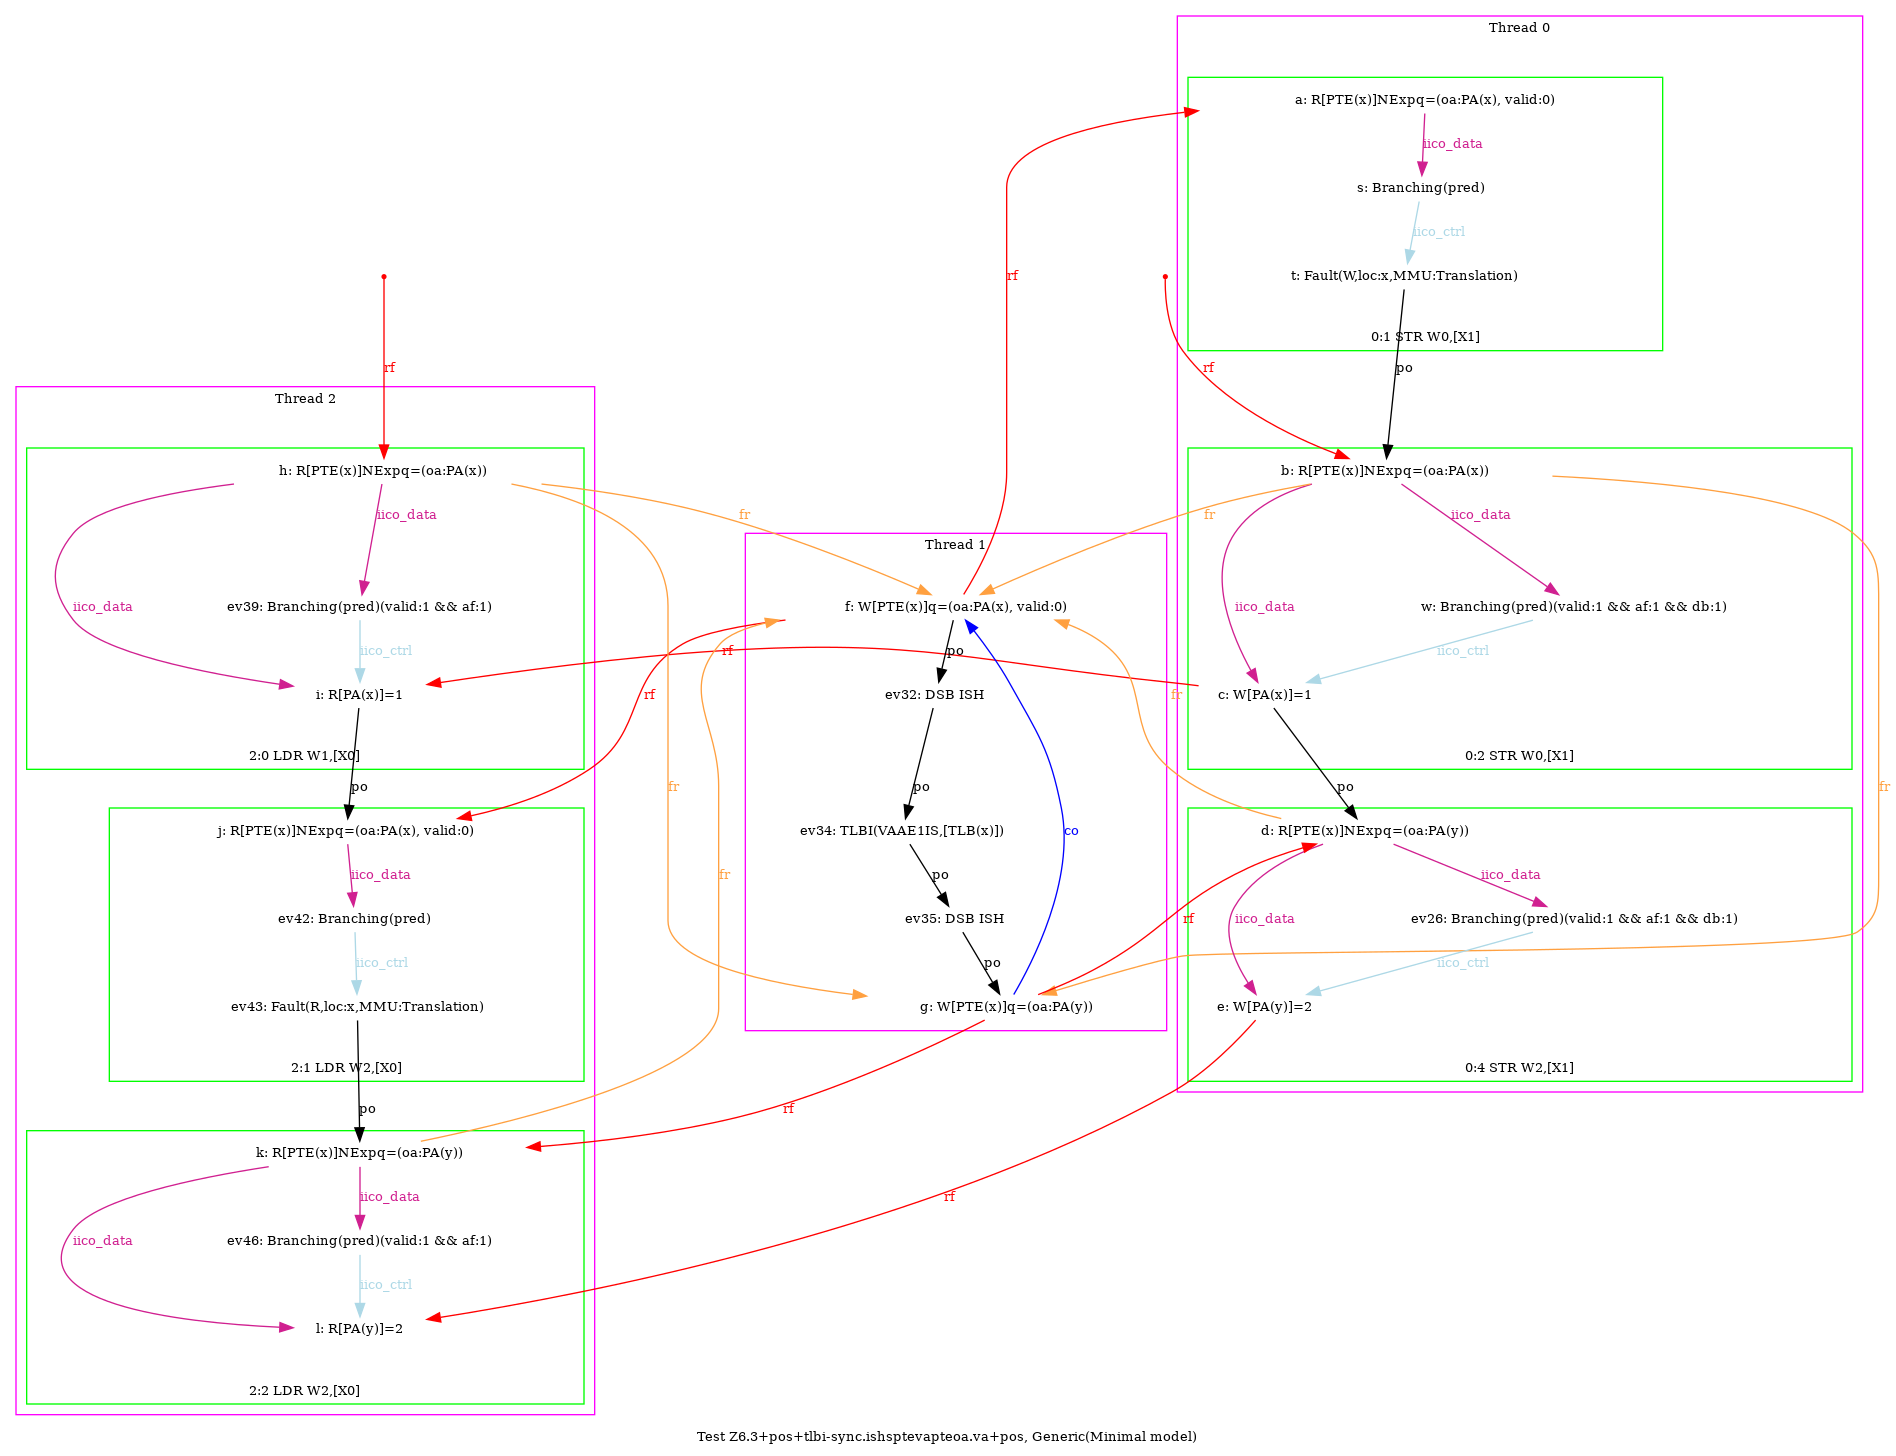 Thread 0
a: R[PTE(x)]NExpq=(oa:PA(x), valid:0)
iico_data
s: Branching(pred)
iico_ctrl
t: Fault(W,loc:x,MMU:Translation)
0:1 STR W0,[X1]
rf
rf
rf
po
Thread 2
h: R[PTE(x)]NExpq=(oa:PA(x))
b: R[PTE(x)]NExpq=(oa:PA(x))
iico_data
fr
fr
iico_data
Thread 1
iico_data
ev39: Branching(pred)(valid:1 && af:1)
f: W[PTE(x)]q=(oa:PA(x), valid:0)
iico_data
w: Branching(pred)(valid:1 && af:1 && db:1)
iico_ctrl
rf
po
iico_ctrl
i: R[PA(x)]=1
rf
ev32: DSB ISH
fr
c: W[PA(x)]=1
2:0 LDR W1,[X0]
0:2 STR W0,[X1]
po
fr
po
po
fr
j: R[PTE(x)]NExpq=(oa:PA(x), valid:0)
ev34: TLBI(VAAE1IS,[TLB(x)])
co
d: R[PTE(x)]NExpq=(oa:PA(y))
iico_data
fr
po
iico_data
ev42: Branching(pred)
ev35: DSB ISH
rf
iico_data
ev26: Branching(pred)(valid:1 && af:1 && db:1)
iico_ctrl
po
iico_ctrl
ev43: Fault(R,loc:x,MMU:Translation)
g: W[PTE(x)]q=(oa:PA(y))
e: W[PA(y)]=2
2:1 LDR W2,[X0]
0:4 STR W2,[X1]
po
rf
k: R[PTE(x)]NExpq=(oa:PA(y))
iico_data
rf
iico_data
ev46: Branching(pred)(valid:1 && af:1)
iico_ctrl
l: R[PA(y)]=2
2:2 LDR W2,[X0]
Test Z6.3+pos+tlbi-sync.ishsptevapteoa.va+pos, Generic(Minimal model)